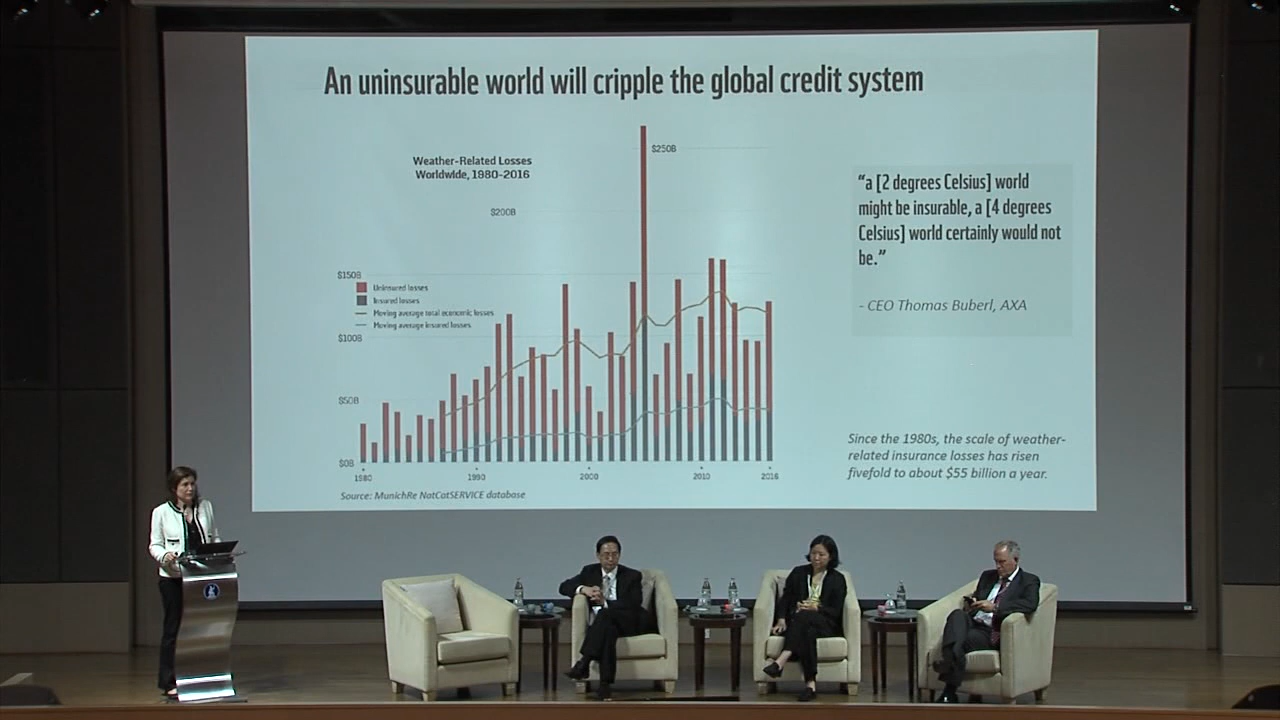 An uninsurable world will cripple the global credit system
Weather-Related Losses
Worldwide, 1980-2016
$250B
$200B
$150B
Uninsured losses
Insured losses
Moving average total economic losses
Moving average insured losses
$100B
$50B
$0B
1980
1990
2000
2010
2016
Source: MunichRe NatCatSERVICE database
“a [2 degrees Celsius] world
might be insurable, a [4 degrees
Celsius] world certainly would not
be.”
- CEO Thomas Buberl, AXA
Since the 1980s, the scale of weather-
related insurance losses has risen
fivefold to about $55 billion a year.